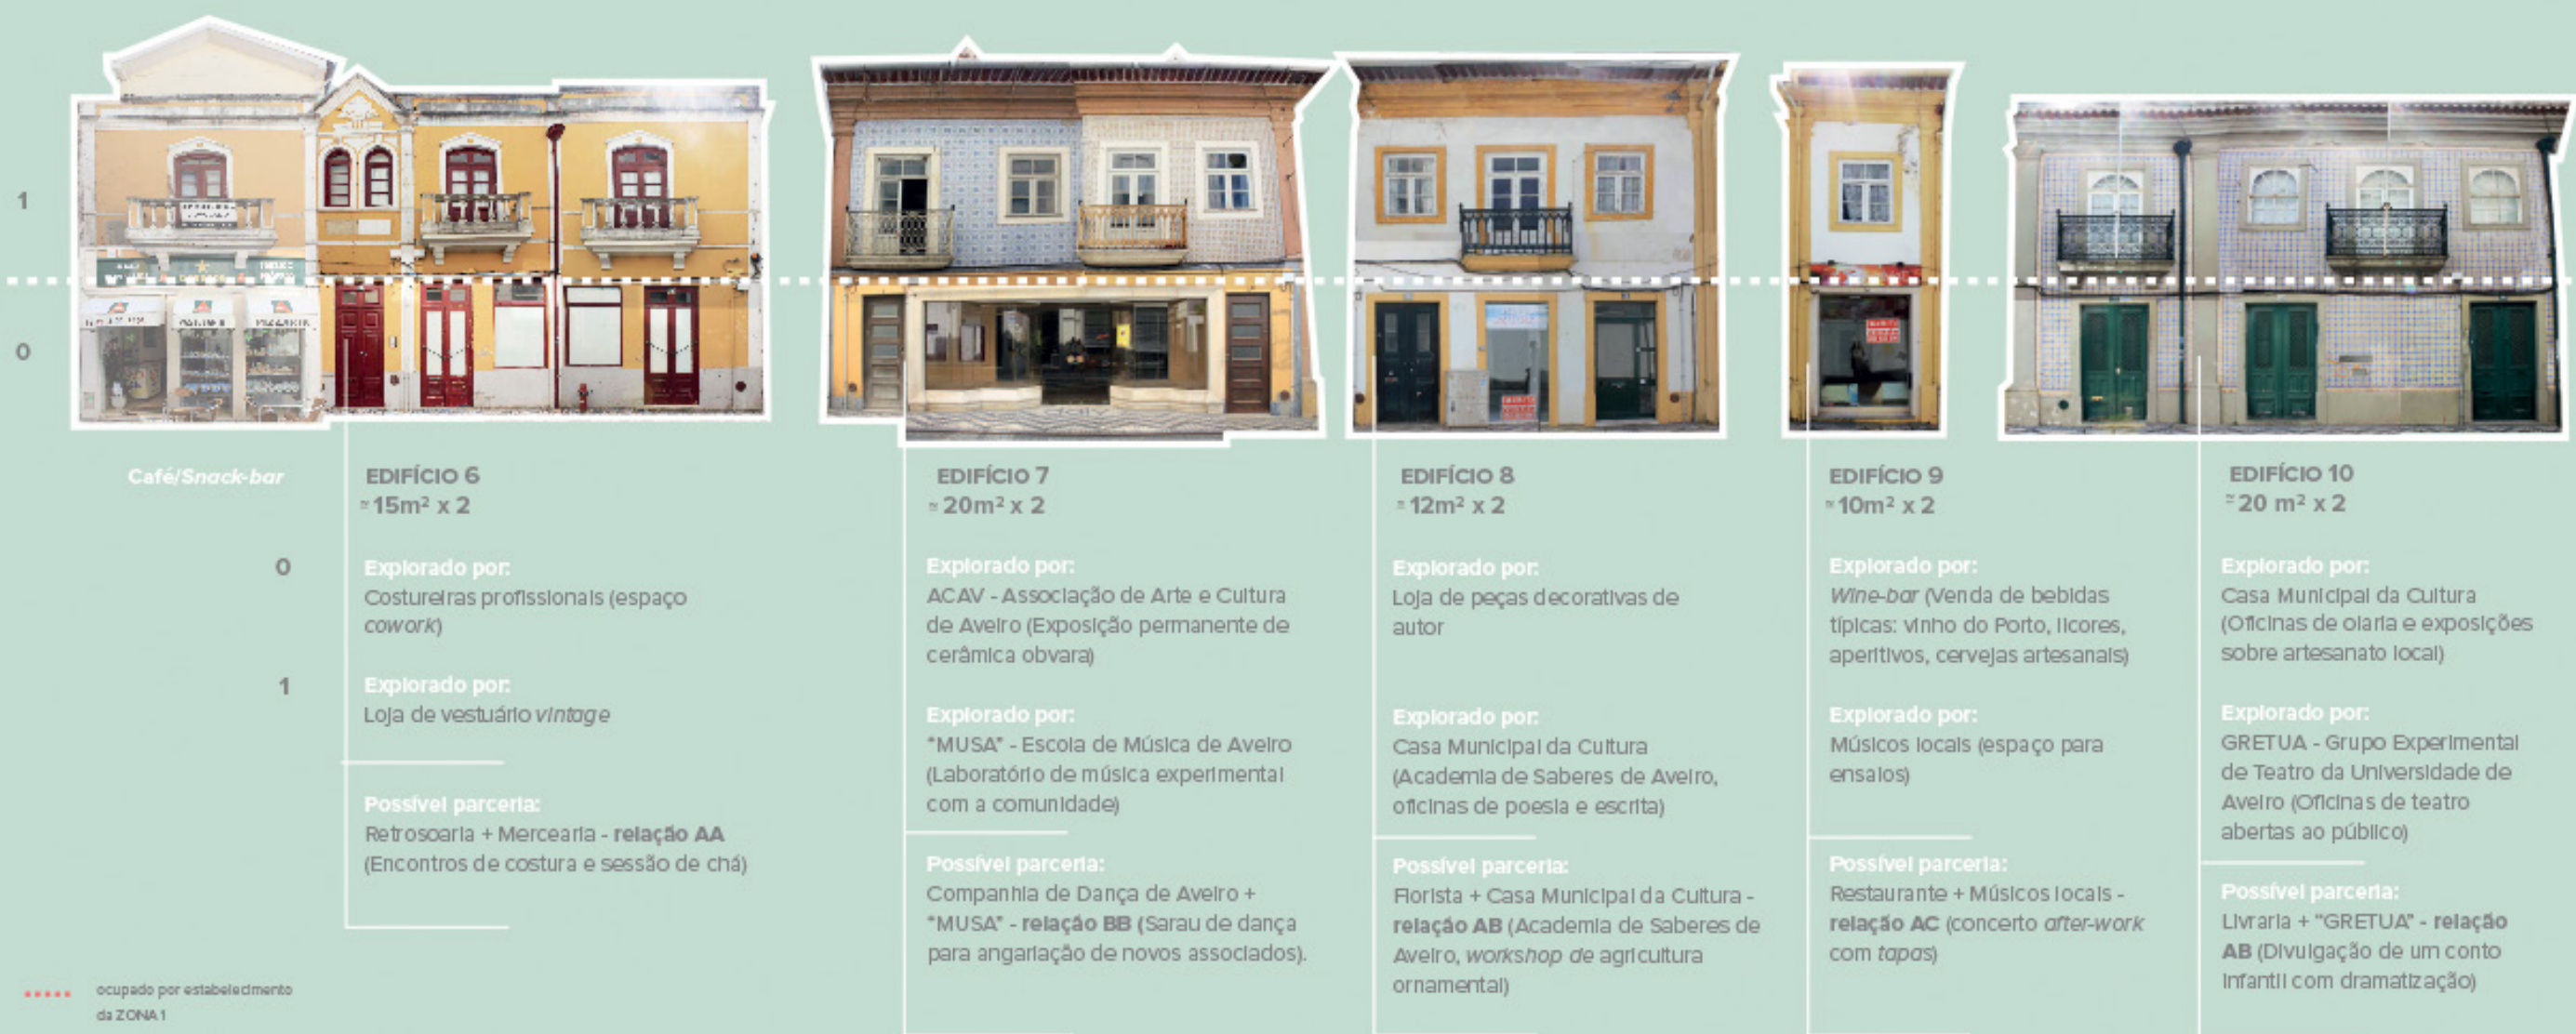 1
0
Café/Snack-bar
EDIFÍCIO 6
≈ 15m² x 2
0
Explorado por:
Costureiras profissionais (espaço
cowork)
1
Explorado por:
Loja de vestuário vintage
Possível parceria:
Retrosaria + Mercearia - relação AA
(Encontros de costura e sessão de chá)
EDIFÍCIO 7
≈ 20m² x 2
Explorado por:
ACAV - Associação de Arte e Cultura
de Aveiro (Exposição permanente de
cerâmica obvara)
Explorado por:
"MUSA" - Escola de Música de Aveiro
(Laboratório de música experimental
com a comunidade)
Possível parceria:
Companhia de Dança de Aveiro +
"MUSA" - relação BB (Sarau de dança
para angariação de novos associados).
EDIFÍCIO 8
≈ 12m² x 2
Explorado por:
Loja de peças decorativas de
autor
Explorado por:
Casa Municipal da Cultura
(Academia de Saberes de Aveiro,
oficinas de poesia e escrita)
Possível parceria:
Florista + Casa Municipal da Cultura -
relação AB (Academia de Saberes de
Aveiro, workshop de agricultura
ornamental)
EDIFÍCIO 9
≈ 10m² x 2
Explorado por:
Wine-bar (Venda de bebidas
típicas: vinho do Porto, licores,
aperitivos, cervejas artesanais)
Explorado por:
Músicos locais (espaço para
ensaios)
Possível parceria:
Restaurante + Músicos locais -
relação AC (concerto after-work
com tapas)
EDIFÍCIO 10
≈ 20 m² x 2
Explorado por:
Casa Municipal da Cultura
(Oficinas de olaria e exposições
sobre artesanato local)
Explorado por:
GRETUA - Grupo Experimental
de Teatro da Universidade de
Aveiro (Oficinas de teatro
abertas ao público)
Possível parceria:
Livraria + "GRETUA" - relação
AB (Divulgação de um conto
infantil com dramatização)
ocupado por estabelecimento
da ZONA 1